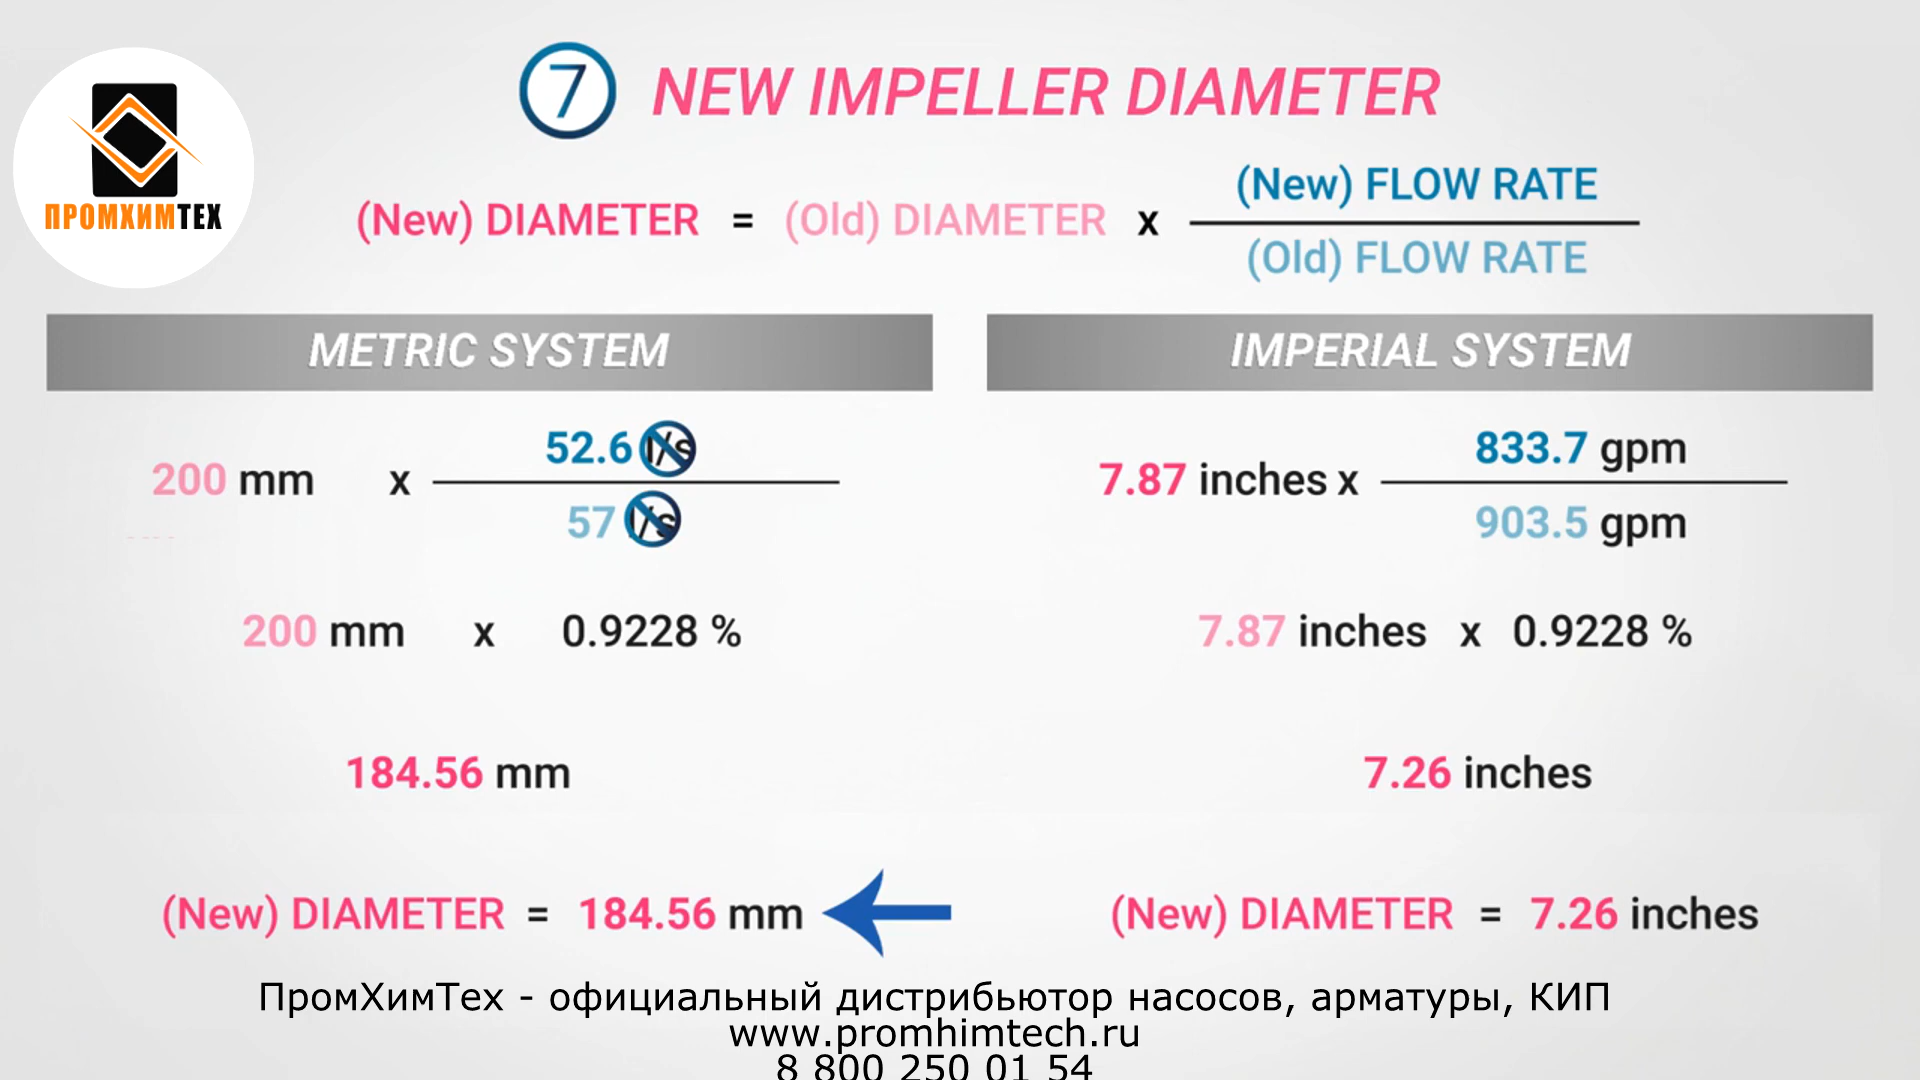 ПРОМХИМТЕХ
7 NEW IMPELLER DIAMETER
(New) DIAMETER = (Old) DIAMETER x (New) FLOW RATE
(Old) FLOW RATE
METRIC SYSTEM
200 mm x 52.6 l/s
57 l/s
200 mm x 0.9228 %
184.56 mm
(New) DIAMETER = 184.56 mm
IMPERIAL SYSTEM
7.87 inches x 833.7 gpm
903.5 gpm
7.87 inches x 0.9228 %
7.26 inches
(New) DIAMETER = 7.26 inches
ПромХимТех - официальный дистрибьютор насосов, арматуры, КИП
www.promhimtech.ru
8 800 250 01 54